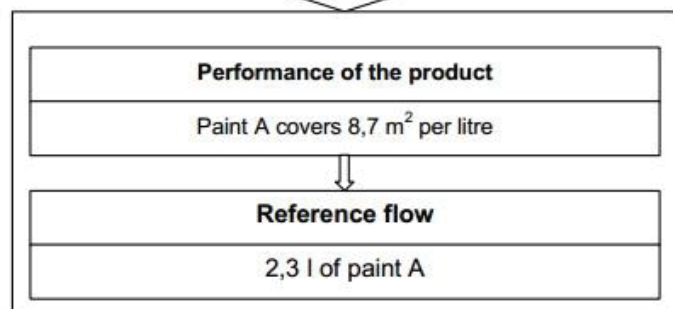 Performance of the product
Paint A covers 8,7 m² per litre
Reference flow
2,3 l of paint A